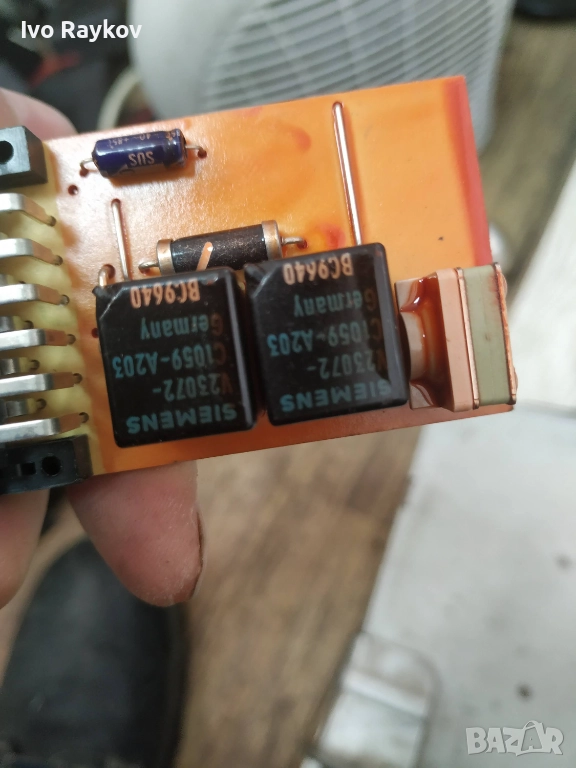 Ivo Raykov
SUS
BC9640
Germany
C1059-A203
V23072-
SIEMENS
BC9640
Germany
C1059-A203
V23072-
SIEMENS
BAZAR